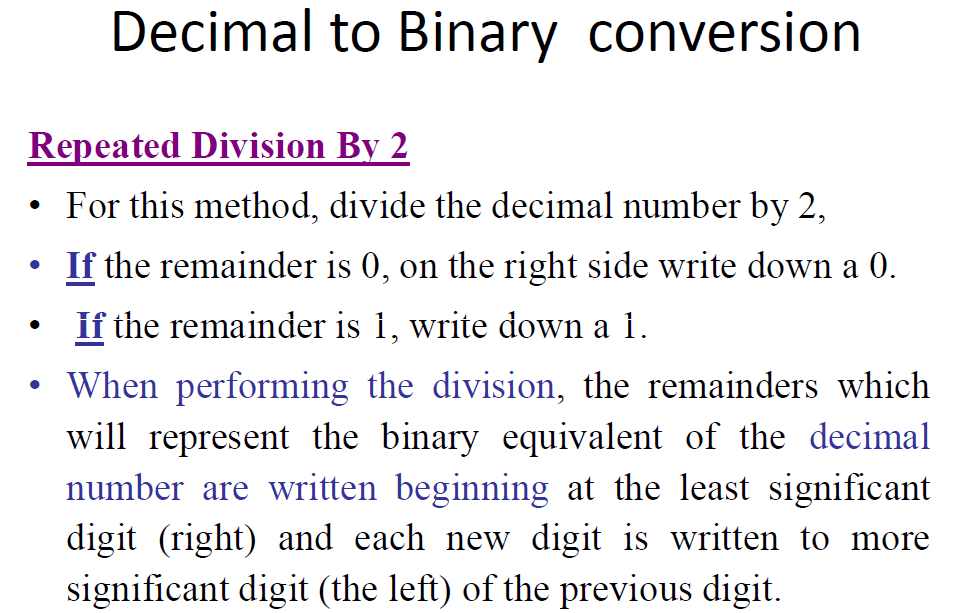 Decimal to Binary conversion
Repeated Division By 2
• For this method, divide the decimal number by 2,
• If the remainder is 0, on the right side write down a 0.
• If the remainder is 1, write down a 1.
• When performing the division, the remainders which
will represent the binary equivalent of the decimal
number are written beginning at the least significant
digit (right) and each new digit is written to more
significant digit (the left) of the previous digit.